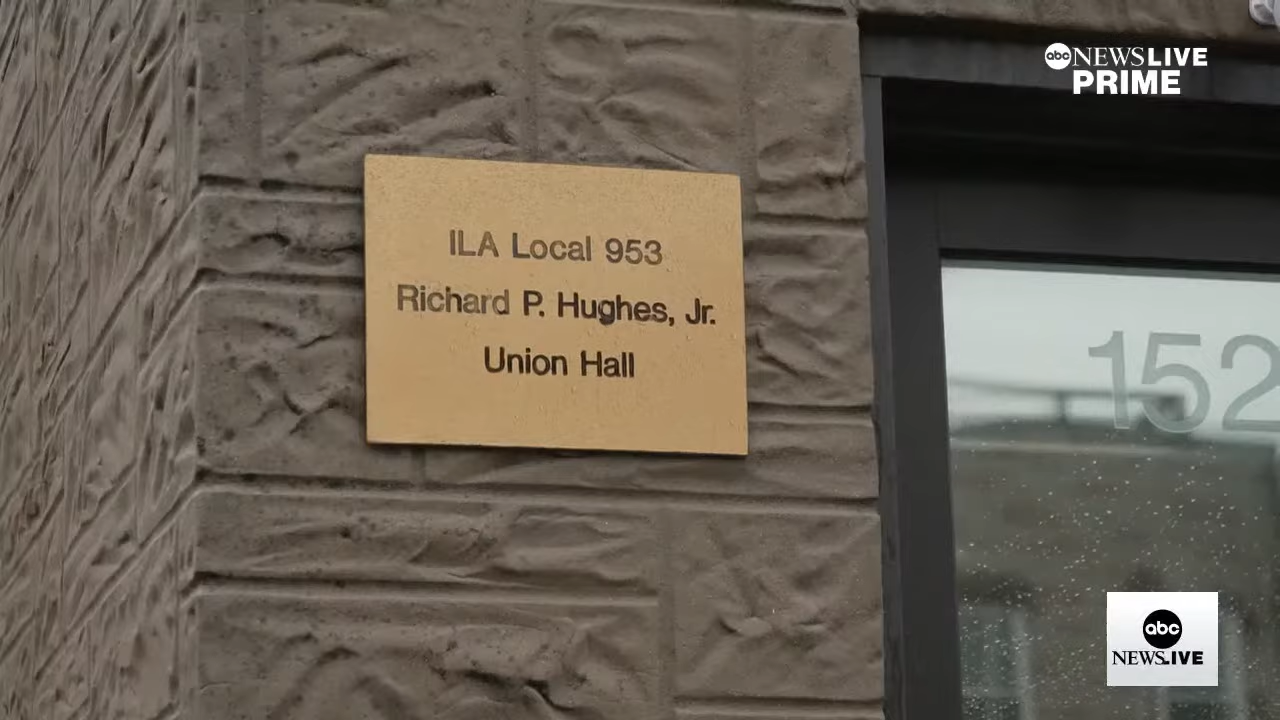 abc NEWS LIVE
PRIME
ILA Local 953
Richard P. Hughes, Jr.
Union Hall
152
abc
NEWS LIVE